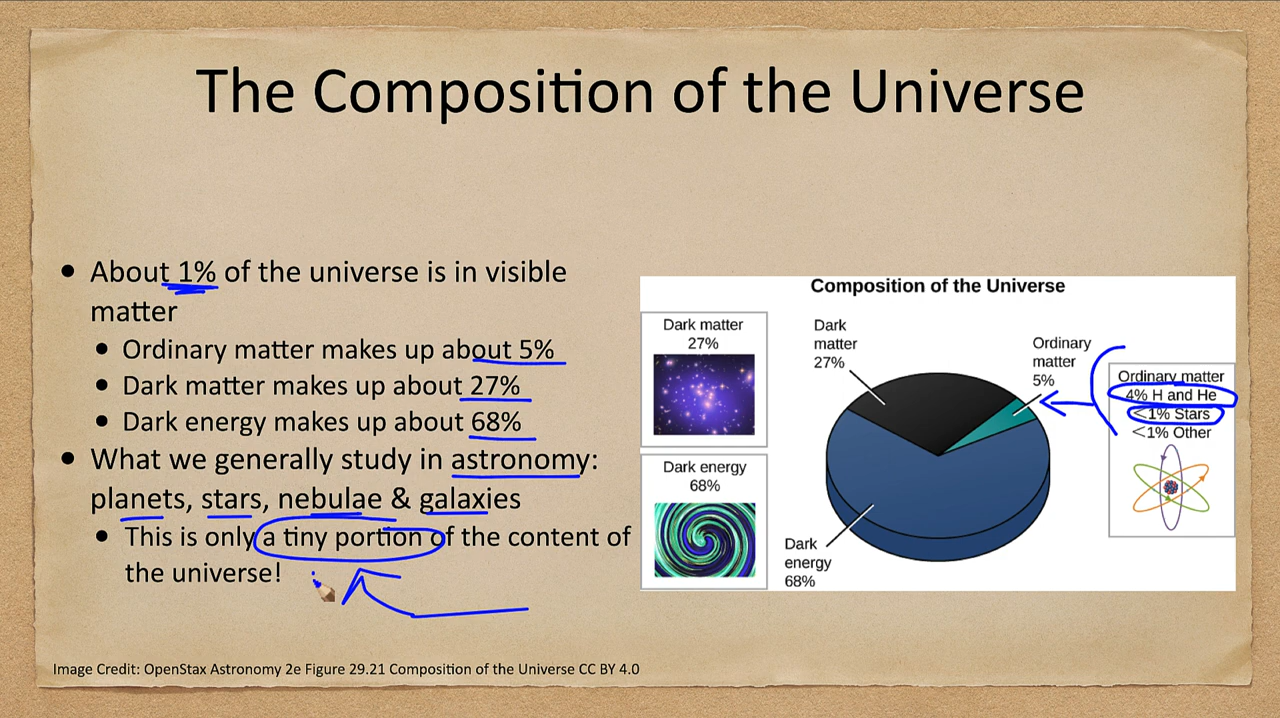 The Composition of the Universe
• About 1% of the universe is in visible
matter
• Ordinary matter makes up about 5%
• Dark matter makes up about 27%
• Dark energy makes up about 68%
• What we generally study in astronomy:
planets, stars, nebulae & galaxies
• This is only a tiny portion of the content of
the universe!
Composition of the Universe
Dark matter
27%
Dark energy
68%
Dark
matter
27%
Ordinary
matter
5%
Dark
energy
68%
Ordinary matter
4% H and He
<1% Stars
<1% Other
Image Credit: OpenStax Astronomy 2e Figure 29.21 Composition of the Universe CC BY 4.0